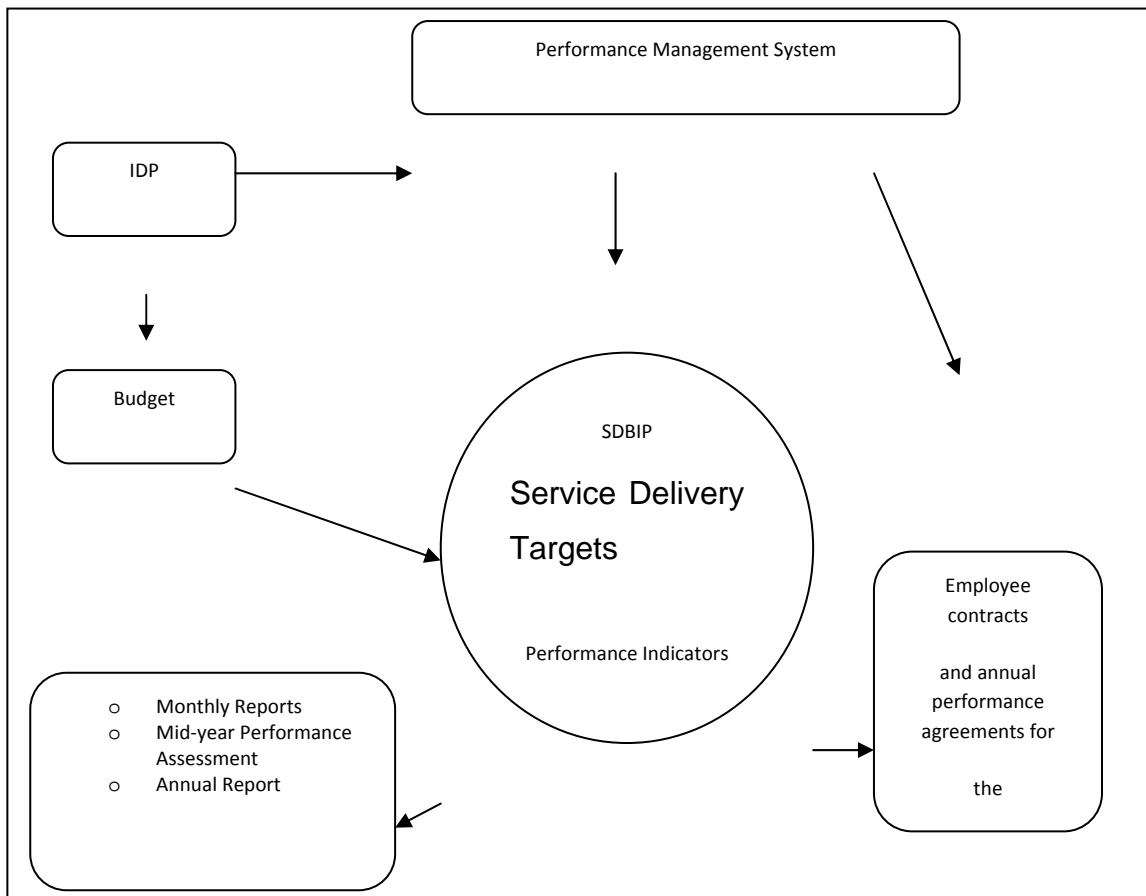 Performance Management System
IDP
Budget
SDBIP
Service Delivery
Targets
Performance Indicators
Employee
contracts
and annual
performance
agreements for
the
o Monthly Reports
o Mid-year Performance
Assessment
o Annual Report